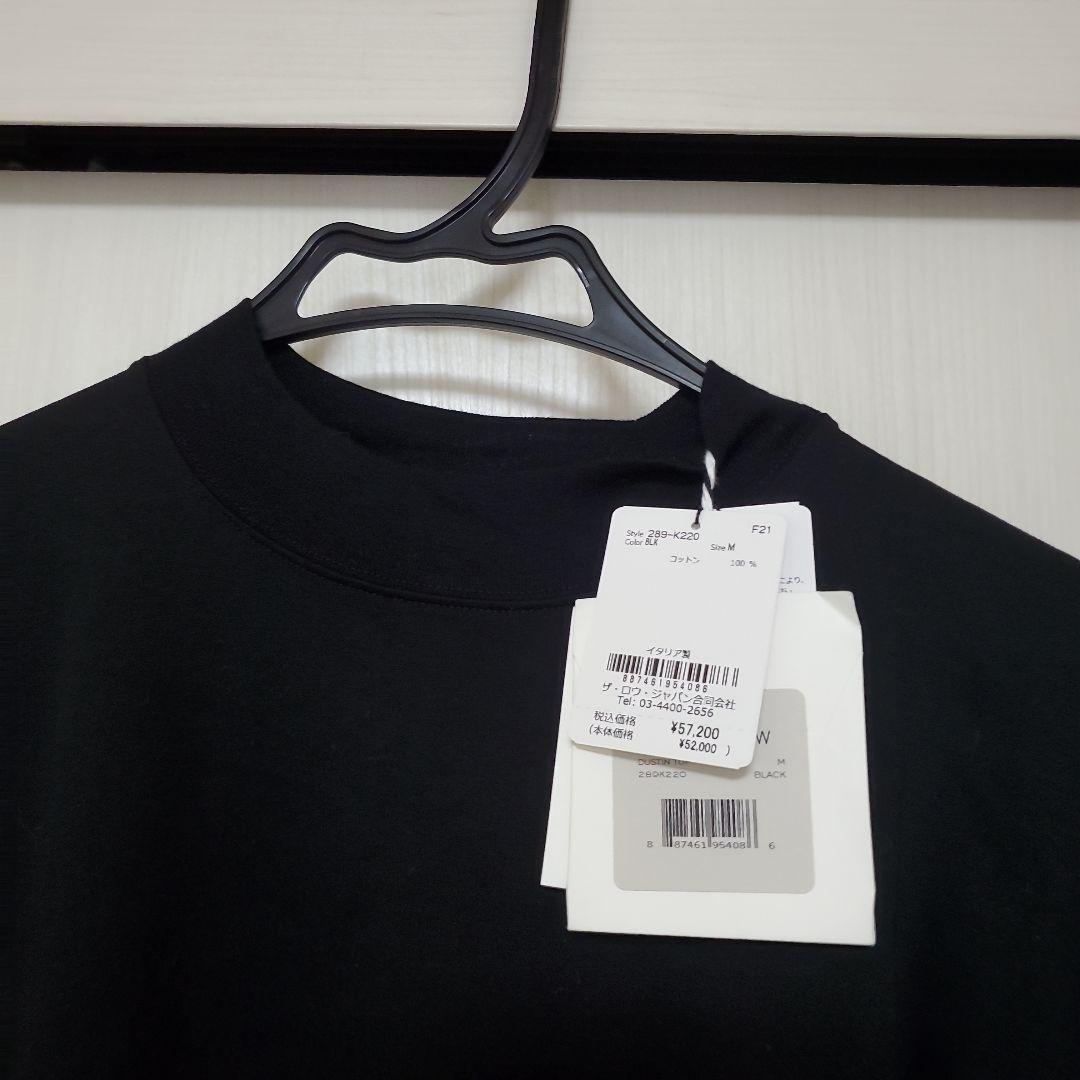 Style 289-K220 F21
Color BLK Size M
コットン 100 %
イタリア製
887461954086
ザ・ロウ・ジャパン合同会社
Tel: 03-4400-2656
税込価格 ¥57,200
(本体価格 ¥52,000 )
により、
W
DUSTIN M
289K220 BLACK
8 87461 95408 6